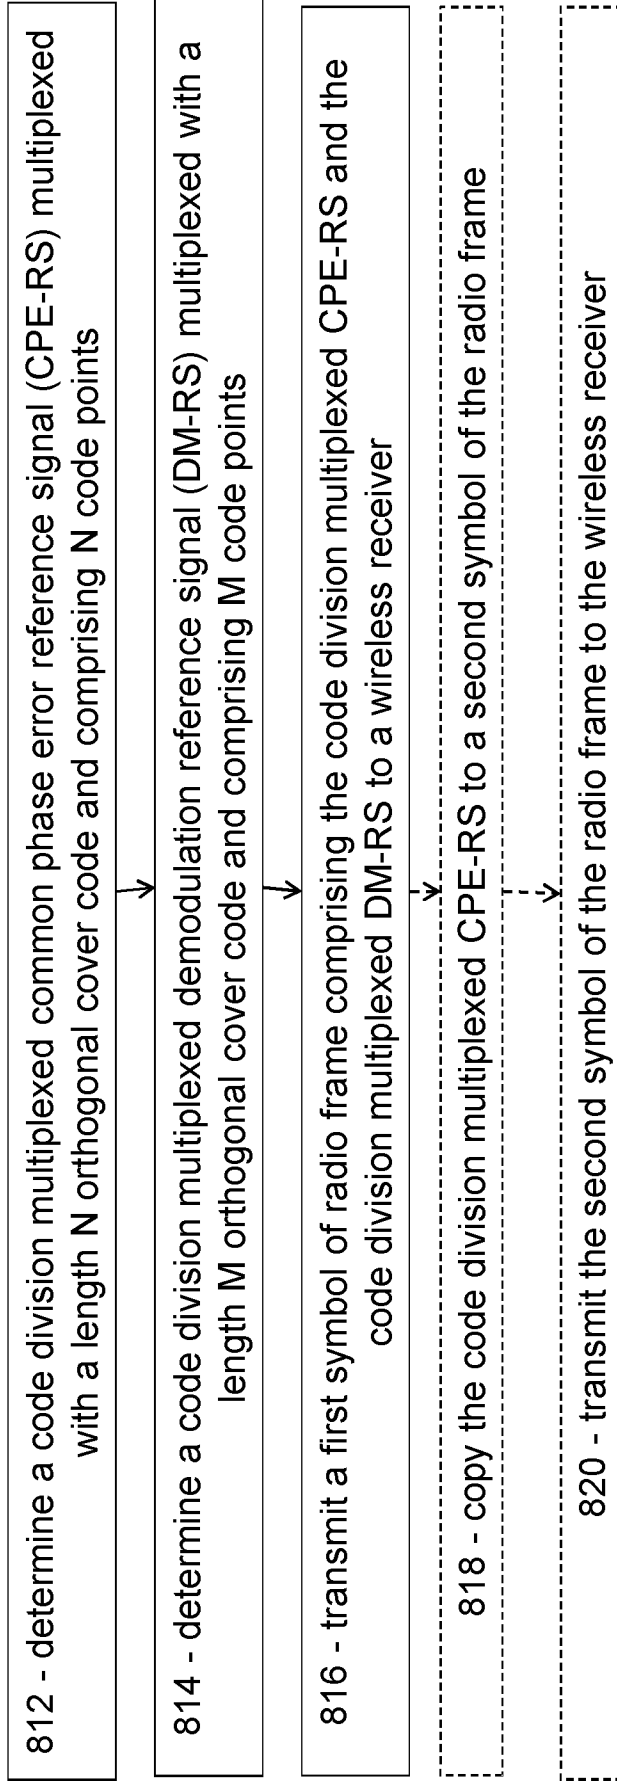 812 - determine a code division multiplexed common phase error reference signal (CPE-RS) multiplexed
with a length N orthogonal cover code and comprising N code points
814 - determine a code division multiplexed demodulation reference signal (DM-RS) multiplexed with a
length M orthogonal cover code and comprising M code points
816 - transmit a first symbol of radio frame comprising the code division multiplexed CPE-RS and the
code division multiplexed DM-RS to a wireless receiver
818 - copy the code division multiplexed CPE-RS to a second symbol of the radio frame
820 - transmit the second symbol of the radio frame to the wireless receiver